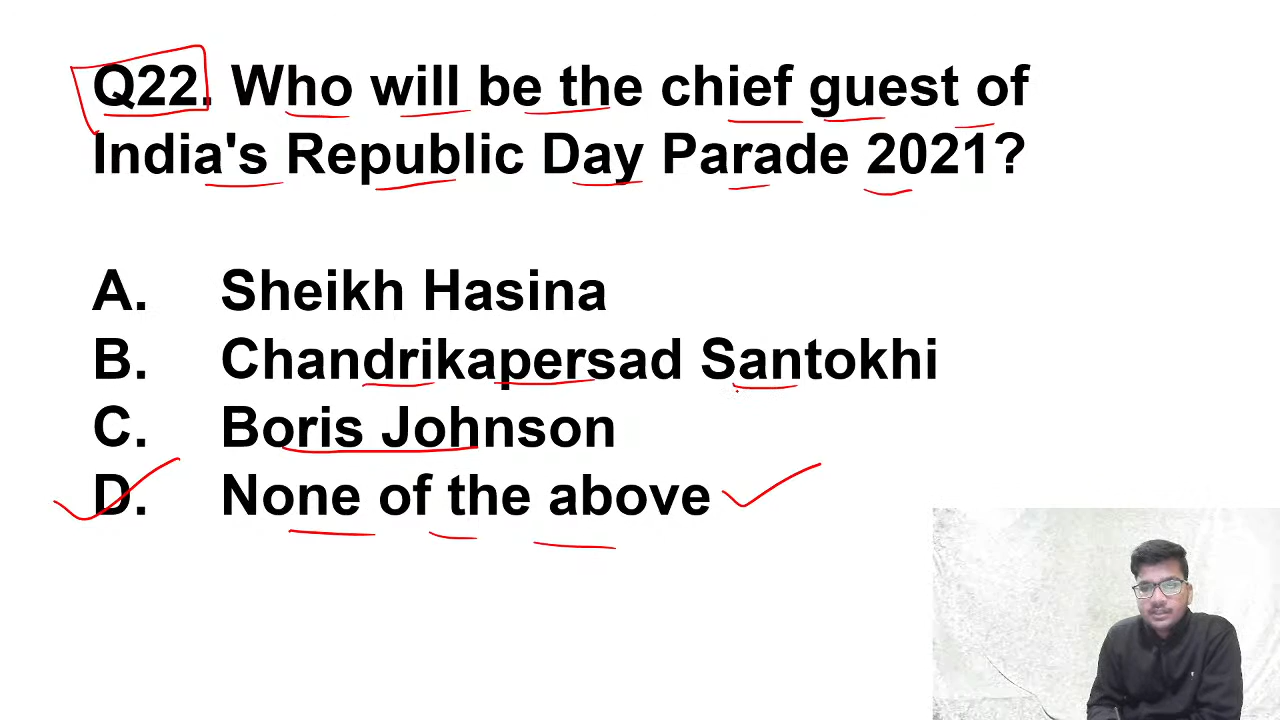 Q22. Who will be the chief guest of
India's Republic Day Parade 2021?
A. Sheikh Hasina
B. Chandrikapersad Santokhi
C. Boris Johnson
D. None of the above